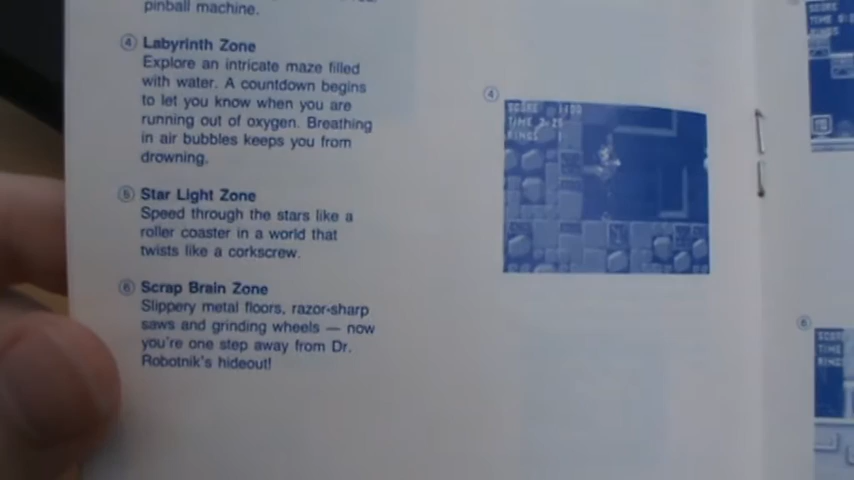 pinball machine.
④ Labyrinth Zone
Explore an intricate maze filled
with water. A countdown begins
to let you know when you are
running out of oxygen. Breathing
in air bubbles keeps you from
drowning.
⑤ Star Light Zone
Speed through the stars like a
roller coaster in a world that
twists like a corkscrew.
⑥ Scrap Brain Zone
Slippery metal floors, razor-sharp
saws and grinding wheels — now
you're one step away from Dr.
Robotnik's hideout!
④
SCORE
TIME
RINGS
SCORE
TIME
RINGS
⑥
SCOR
TIME
RING